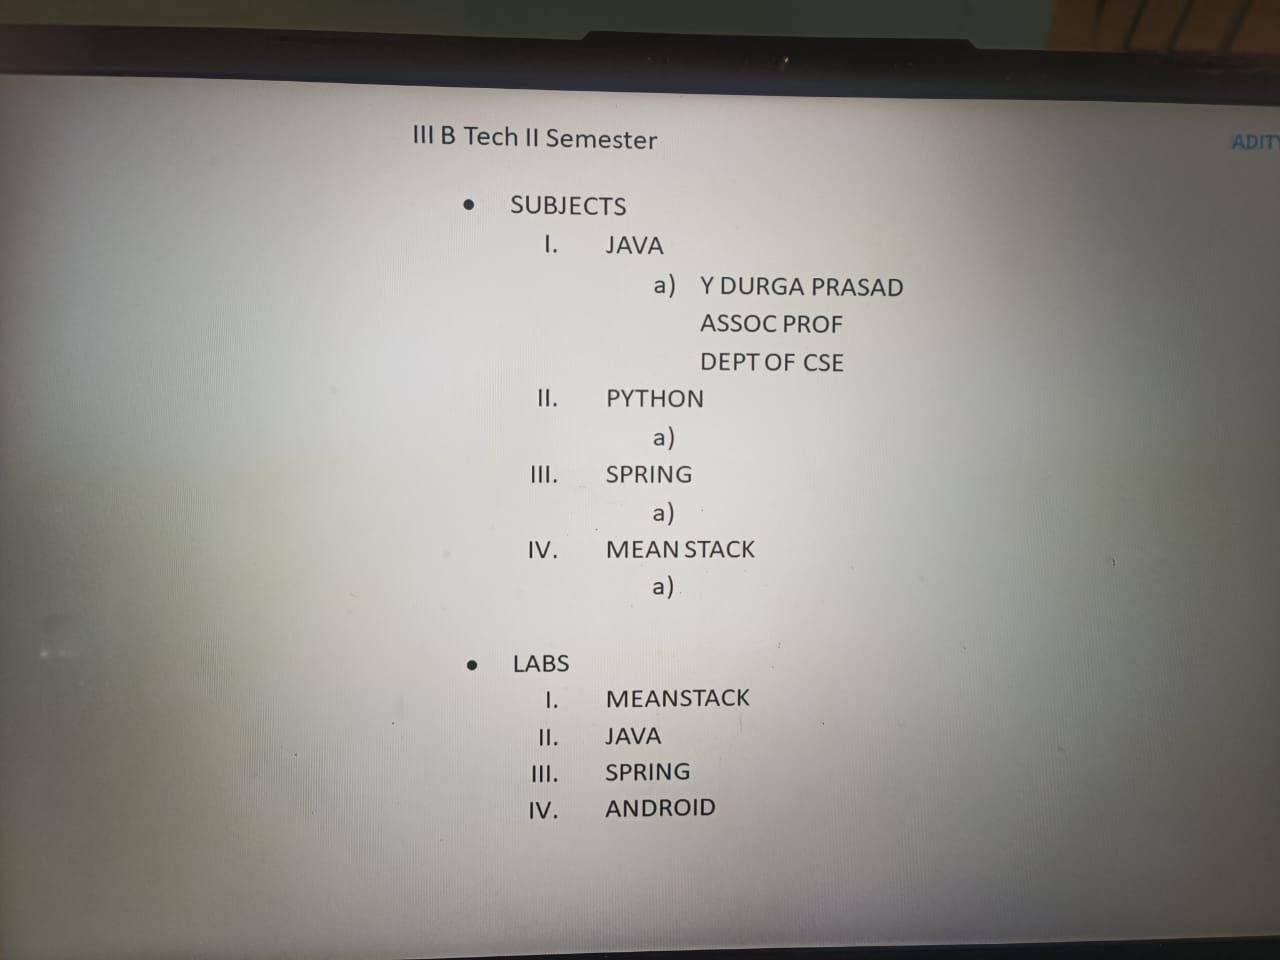 III B Tech II Semester
• SUBJECTS
I. JAVA
a) Y DURGA PRASAD
ASSOC PROF
DEPT OF CSE
II. PYTHON
a)
III. SPRING
a)
IV. MEAN STACK
a)
• LABS
I. MEANSTACK
II. JAVA
III. SPRING
IV. ANDROID